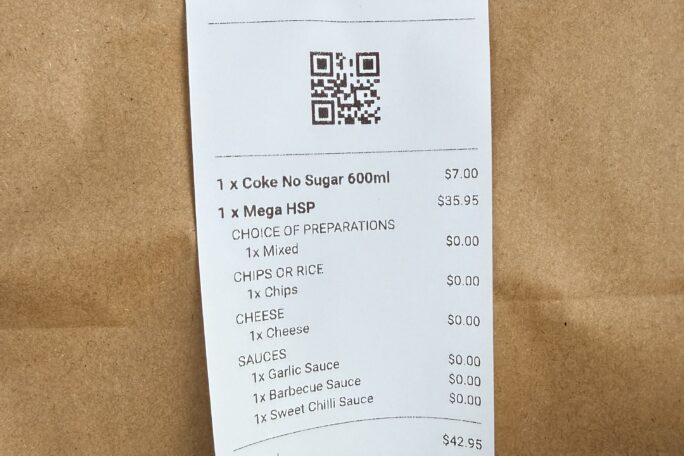 1 x Coke No Sugar 600ml $7.00
1 x Mega HSP $35.95
CHOICE OF PREPARATIONS
1x Mixed $0.00
CHIPS OR RICE
1x Chips $0.00
CHEESE
1x Cheese $0.00
SAUCES
1x Garlic Sauce $0.00
1x Barbecue Sauce $0.00
1x Sweet Chilli Sauce $0.00
$42.95